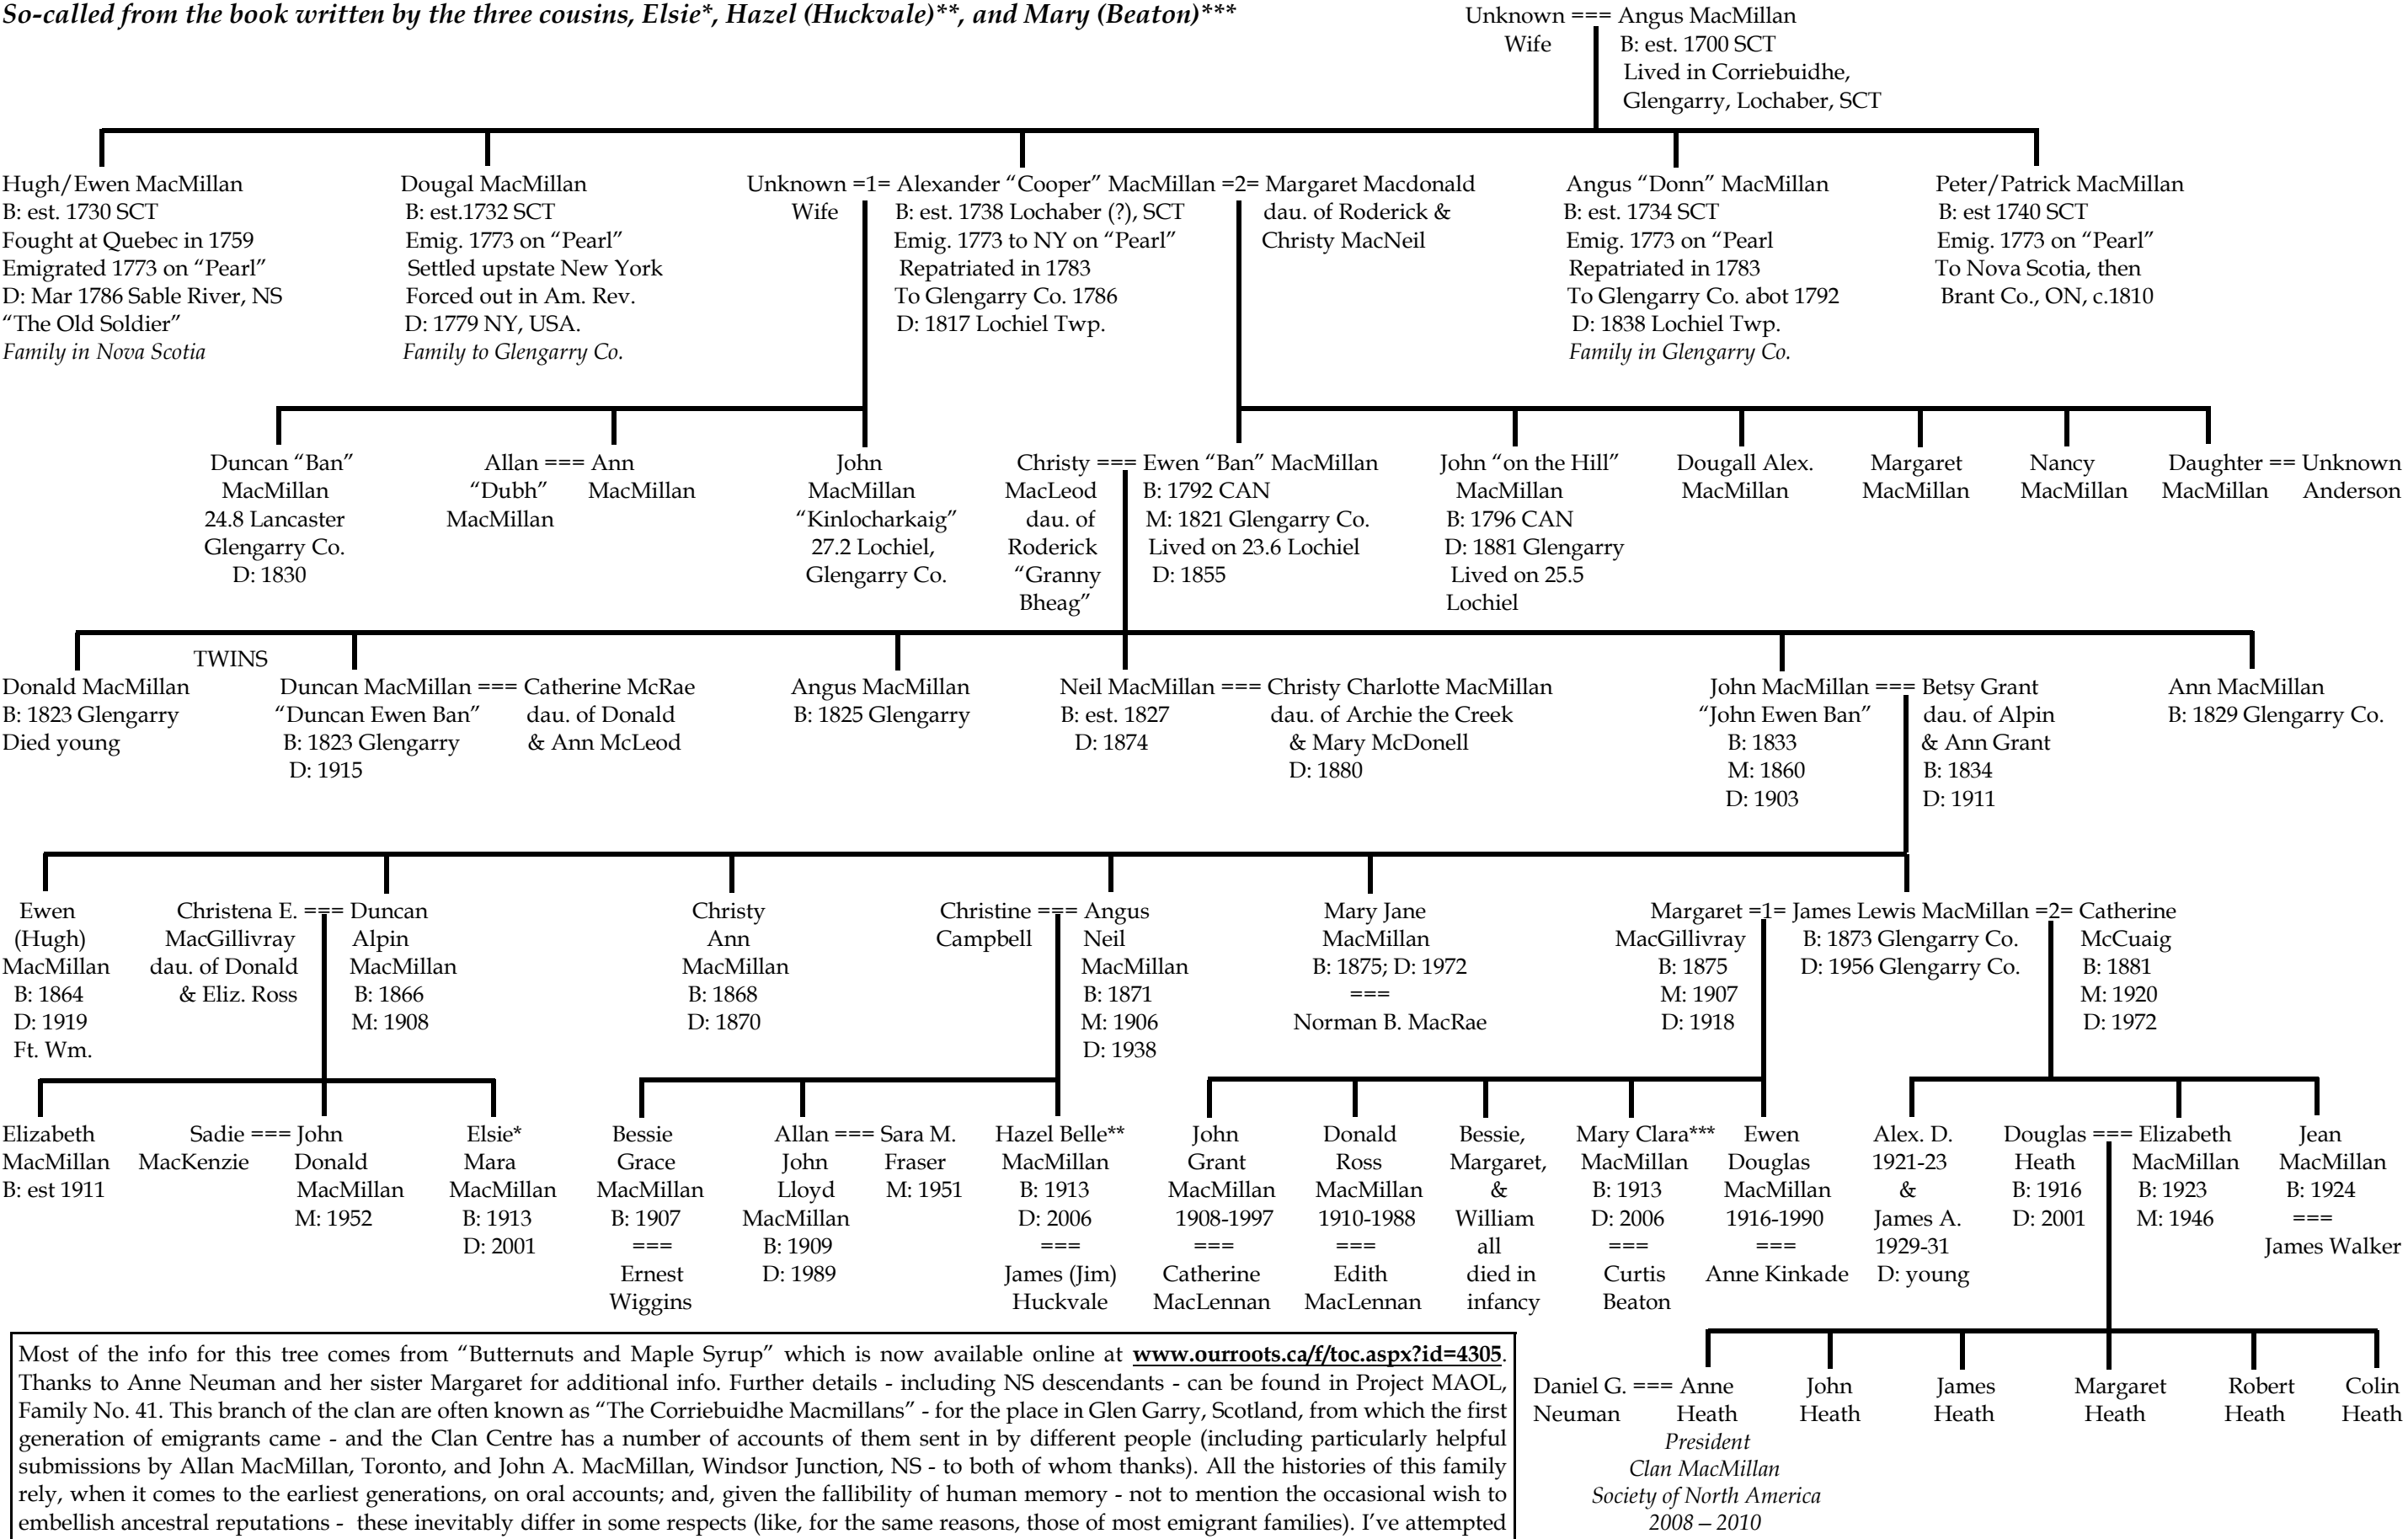 So-called from the book written by the three cousins, Elsie*, Hazel (Huckvale)**, and Mary (Beaton)***
Unknown === Angus MacMillan
Wife
B: est. 1700 SCT
Lived in Corriebuidhe,
Glengarry, Lochaber, SCT
Hugh/Ewen MacMillan
B: est. 1730 SCT
Fought at Quebec in 1759
Emigrated 1773 on “Pearl”
D: Mar 1786 Sable River, NS
“The Old Soldier”
Family in Nova Scotia
Dougal MacMillan
B: est.1732 SCT
Emig. 1773 on “Pearl”
Settled upstate New York
Forced out in Am. Rev.
D: 1779 NY, USA.
Family to Glengarry Co.
Unknown =1= Alexander “Cooper” MacMillan =2= Margaret Macdonald
Wife
B: est. 1738 Lochaber (?), SCT
Emig. 1773 to NY on “Pearl”
Repatriated in 1783
To Glengarry Co. 1786
D: 1817 Lochiel Twp.
dau. of Roderick &
Christy MacNeil
Angus “Donn” MacMillan
B: est. 1734 SCT
Emig. 1773 on “Pearl
Repatriated in 1783
To Glengarry Co. abot 1792
D: 1838 Lochiel Twp.
Family in Glengarry Co.
Peter/Patrick MacMillan
B: est 1740 SCT
Emig. 1773 on “Pearl”
To Nova Scotia, then
Brant Co., ON, c.1810
Duncan “Ban”
MacMillan
24.8 Lancaster
Glengarry Co.
D: 1830
Allan === Ann
“Dubh” MacMillan
MacMillan
John
MacMillan
“Kinlocharkaig”
27.2 Lochiel,
Glengarry Co.
Christy === Ewen “Ban” MacMillan
MacLeod
dau. of
Roderick
“Granny
Bheag”
B: 1792 CAN
M: 1821 Glengarry Co.
Lived on 23.6 Lochiel
D: 1855
John “on the Hill”
MacMillan
B: 1796 CAN
D: 1881 Glengarry
Lived on 25.5
Lochiel
Dougall Alex.
MacMillan
Margaret
MacMillan
Nancy
MacMillan
Daughter == Unknown
MacMillan Anderson
TWINS
Donald MacMillan
B: 1823 Glengarry
Died young
Duncan MacMillan === Catherine McRae
“Duncan Ewen Ban”
B: 1823 Glengarry
D: 1915
dau. of Donald
& Ann McLeod
Angus MacMillan
B: 1825 Glengarry
Neil MacMillan === Christy Charlotte MacMillan
B: est. 1827
D: 1874
dau. of Archie the Creek
& Mary McDonell
D: 1880
John MacMillan === Betsy Grant
“John Ewen Ban”
B: 1833
M: 1860
D: 1903
dau. of Alpin
& Ann Grant
B: 1834
D: 1911
Ann MacMillan
B: 1829 Glengarry Co.
Ewen
(Hugh)
MacMillan
B: 1864
D: 1919
Ft. Wm.
Christena E. === Duncan
MacGillivray
dau. of Donald
& Eliz. Ross
Alpin
MacMillan
B: 1866
M: 1908
Christy
Ann
MacMillan
B: 1868
D: 1870
Christine === Angus
Campbell
Neil
MacMillan
B: 1871
M: 1906
D: 1938
Mary Jane
MacMillan
B: 1875; D: 1972
===
Norman B. MacRae
Margaret =1= James Lewis MacMillan =2= Catherine
MacGillivray
B: 1875
M: 1907
D: 1918
B: 1873 Glengarry Co.
D: 1956 Glengarry Co.
McCuaig
B: 1881
M: 1920
D: 1972
Elizabeth
MacMillan
B: est 1911
Sadie === John
MacKenzie
Donald
MacMillan
M: 1952
Elsie*
Mara
MacMillan
B: 1913
D: 2001
Bessie
Grace
MacMillan
B: 1907
===
Ernest
Wiggins
Allan === Sara M.
John
Lloyd
MacMillan
B: 1909
D: 1989
Fraser
M: 1951
Hazel Belle**
MacMillan
B: 1913
D: 2006
===
James (Jim)
Huckvale
John
Grant
MacMillan
1908-1997
===
Catherine
MacLennan
Donald
Ross
MacMillan
1910-1988
===
Edith
MacLennan
Bessie,
Margaret,
&
William
all
died in
infancy
Mary Clara***
MacMillan
B: 1913
D: 2006
===
Curtis
Beaton
Ewen
Douglas
MacMillan
1916-1990
===
Anne Kinkade
Alex. D.
1921-23
&
James A.
1929-31
D: young
Douglas === Elizabeth
Heath
B: 1916
D: 2001
MacMillan
B: 1923
M: 1946
Jean
MacMillan
B: 1924
===
James Walker
Daniel G. === Anne
Neuman
Heath
President
Clan MacMillan
Society of North America
2008 – 2010
John
Heath
James
Heath
Margaret
Heath
Robert
Heath
Colin
Heath
Most of the info for this tree comes from “Butternuts and Maple Syrup” which is now available online at www.ourroots.ca/f/toc.aspx?id=4305.
Thanks to Anne Neuman and her sister Margaret for additional info. Further details - including NS descendants - can be found in Project MAOL,
Family No. 41. This branch of the clan are often known as “The Corriebuidhe Macmillans” - for the place in Glen Garry, Scotland, from which the first
generation of emigrants came - and the Clan Centre has a number of accounts of them sent in by different people (including particularly helpful
submissions by Allan MacMillan, Toronto, and John A. MacMillan, Windsor Junction, NS - to both of whom thanks). All the histories of this family
rely, when it comes to the earliest generations, on oral accounts; and, given the fallibility of human memory - not to mention the occasional wish to
embellish ancestral reputations - these inevitably differ in some respects (like, for the same reasons, those of most emigrant families). I’ve attempted